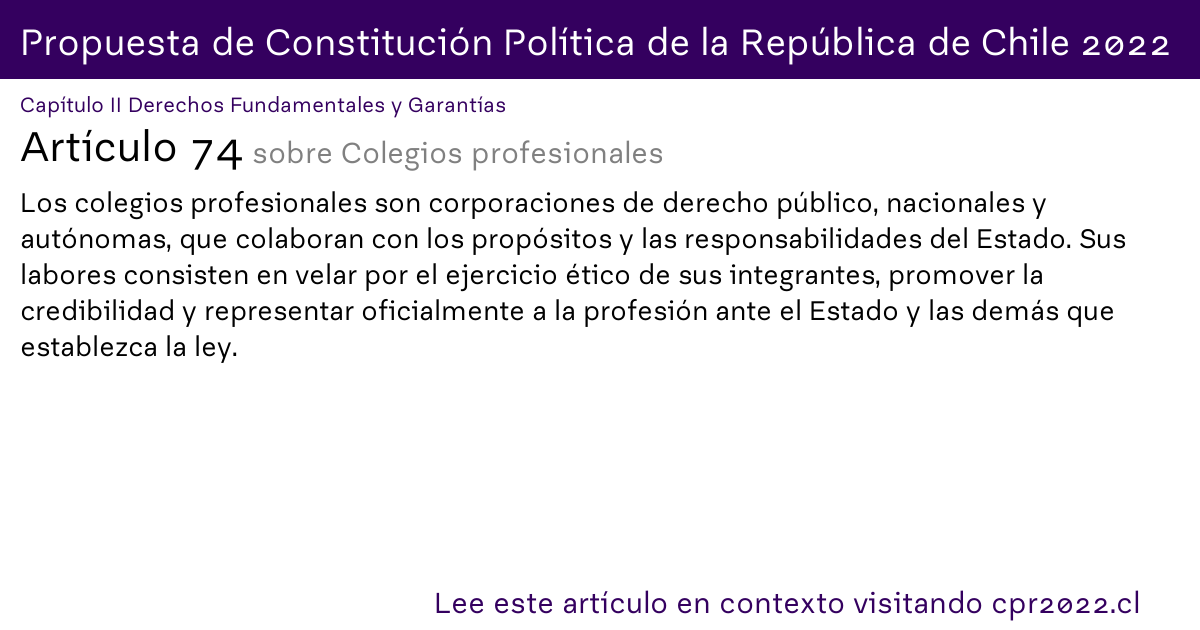 Propuesta de Constitución Política de la República de Chile 2022
Capítulo II Derechos Fundamentales y Garantías
Artículo 74 sobre Colegios profesionales
Los colegios profesionales son corporaciones de derecho público, nacionales y
autónomas, que colaboran con los propósitos y las responsabilidades del Estado. Sus
labores consisten en velar por el ejercicio ético de sus integrantes, promover la
credibilidad y representar oficialmente a la profesión ante el Estado y las demás que
establezca la ley.
Lee este artículo en contexto visitando cpr2022.cl